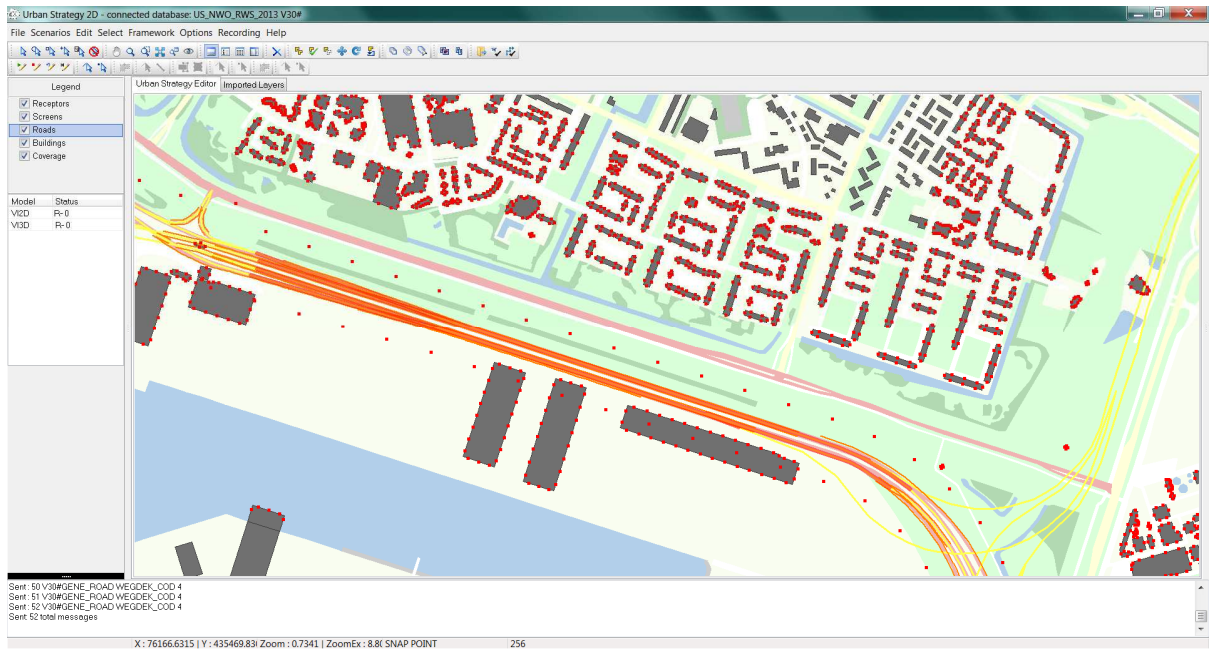 Urban Strategy 2D - connected database: US_NWO_RWS_2013 V30#
File Scenarios Edit Select Framework Options Recording Help
Legend
Urban Strategy Editor Imported Layers
Receptors
Screens
Roads
Buildings
Coverage
Model Status
VI2D R- 0
VI3D R- 0
Sent: 50 V30#GENE_ROAD WEGDEK_COD 4
Sent: 51 V30#GENE_ROAD WEGDEK_COD 4
Sent: 52 V30#GENE_ROAD WEGDEK_COD 4
Sent: 52 total messages
X : 76166.6315 | Y : 435469.83( Zoom : 0.7341 | ZoomEx : 8.8( SNAP POINT 256